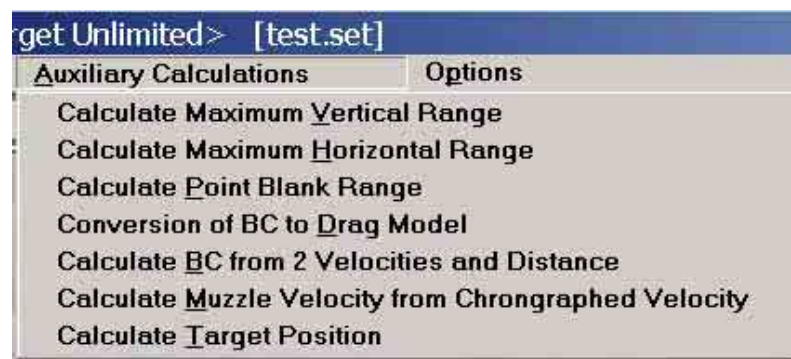 get Unlimited> [test.set]
Auxiliary Calculations Options
Calculate Maximum Vertical Range
Calculate Maximum Horizontal Range
Calculate Point Blank Range
Conversion of BC to Drag Model
Calculate BC from 2 Velocities and Distance
Calculate Muzzle Velocity from Chrongraphed Velocity
Calculate Target Position